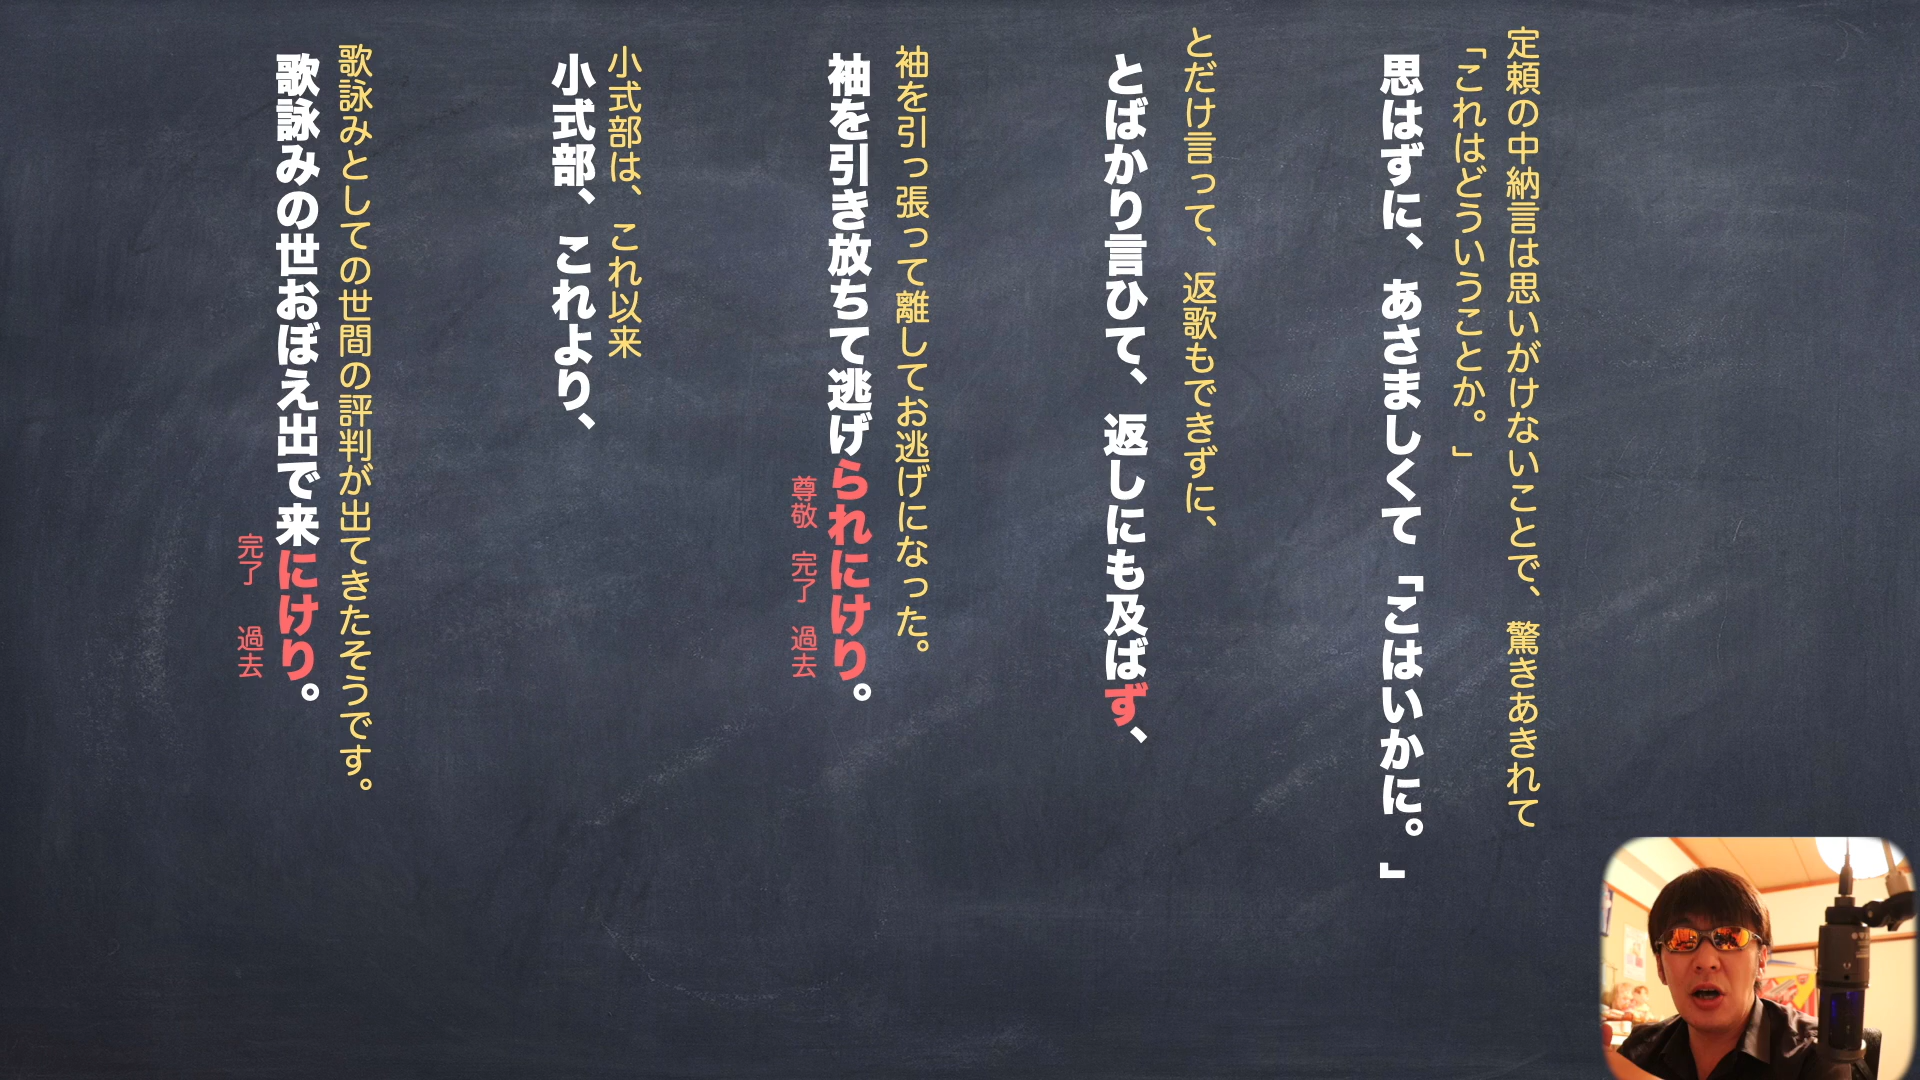 定頼の中納言は思いがけないことで、驚きあきれて
「これはどういうことか。」
思はずに、あさましくて「こはいかに。」
とだけ言って、返歌もできずに、
とばかり言ひて、返しにも及ばず、
袖を引っ張って離してお逃げになった。
袖を引き放ちて逃げられにけり。
尊敬 完了 過去
小式部は、これ以来
小式部、これより、
歌詠みとしての世間の評判が出てきたそうです。
歌詠みの世おぼえ出で来にけり。
完了 過去